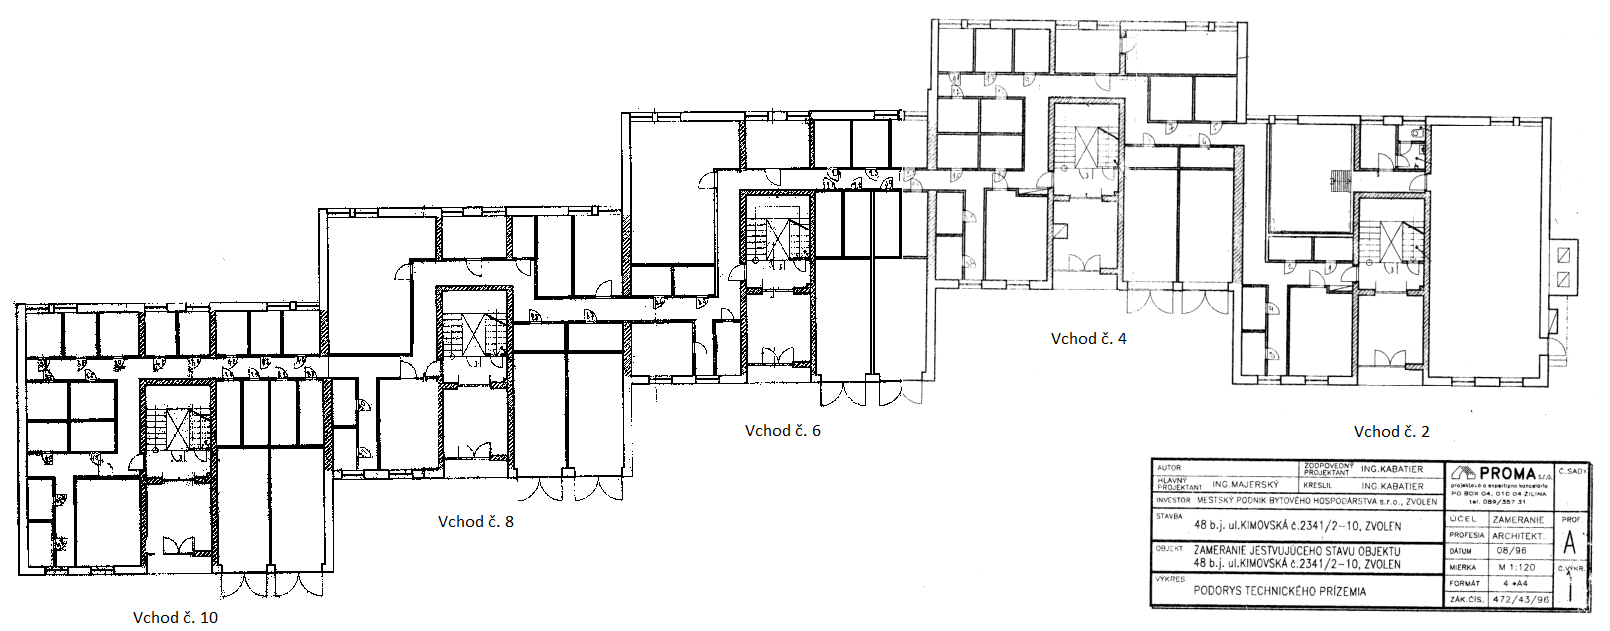 Vchod č. 4
Vchod č. 6
Vchod č. 2
Vchod č. 8
Vchod č. 10
AUTOR
ZODPOVEDNÝ PROJEKTANT ING.KABATIER
HLAVNÝ PROJEKTANT ING.MAJERSKÝ
KRESLIL ING.KABATIER
INVESTOR MESTSKÝ PODNIK BYTOVÉHO HOSPODÁRSTVA s.r.o., ZVOLEN
STAVBA
48 b.j. ul.KIMOVSKÁ č.2341/2-10, ZVOLEN
OBJEKT
ZAMERANIE JESTVUJÚCEHO STAVU OBJEKTU
48 b.j. ul.KIMOVSKÁ č.2341/2-10, ZVOLEN
VÝKRES
PODORYS TECHNICKÉHO PRÍZEMIA
PROMA s.r.o.
projektová a expertízna kancelária
PO BOX 04, 010 04 ŽILINA
tel. 089/357 31
ÚČEL ZAMERANIE
PROFESIA ARCHITEKT.
DÁTUM 08/96
MIERKA M 1:120
FORMÁT 4 *A4
ZÁK.ČÍS. 472/43/96
Č.SADY
PROF
A
Č.VÝKR.
1